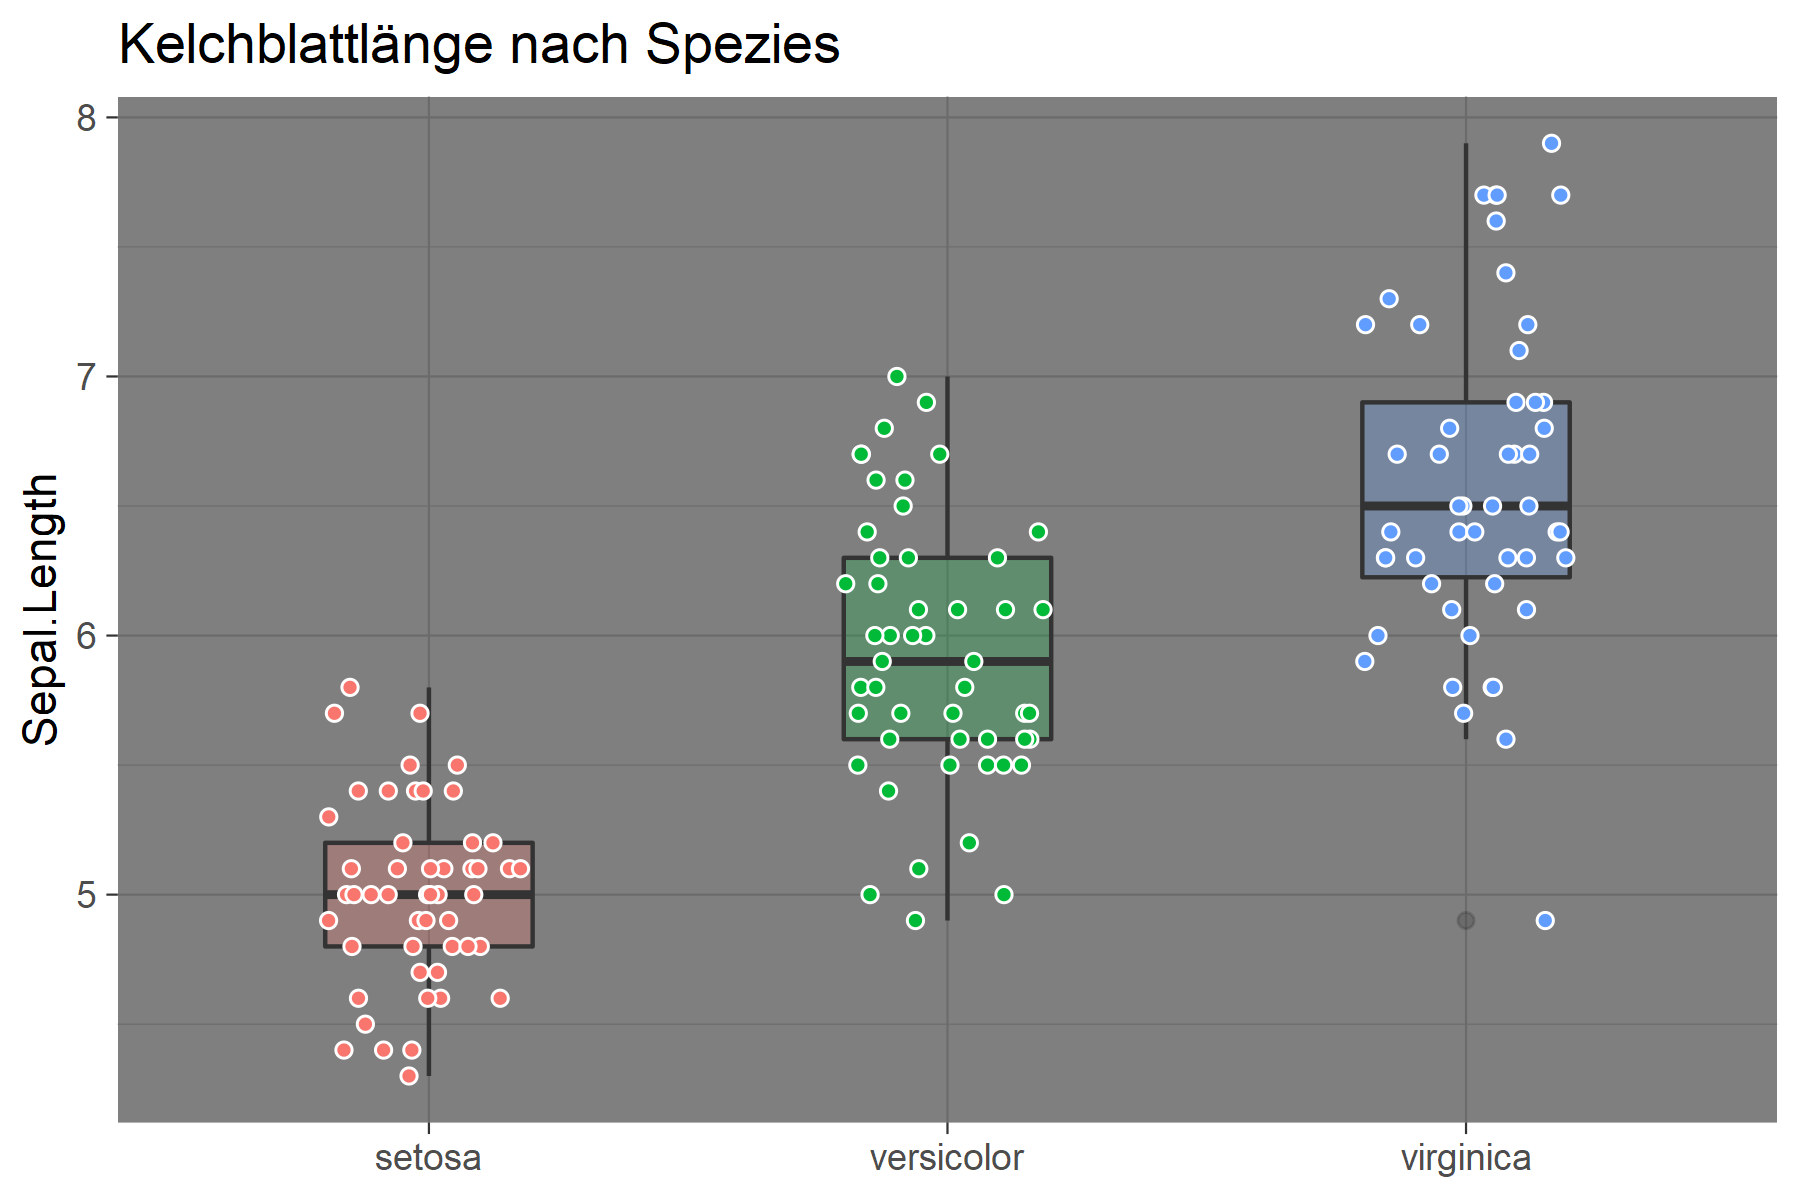 Kelchblattlänge nach Spezies
Sepal.Length
8
7
6
5
setosa
versicolor
virginica